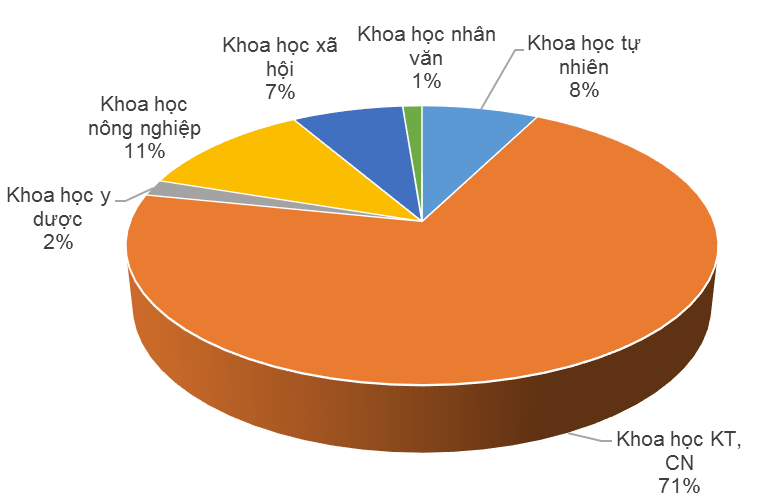 Khoa học xã
hội
7%
Khoa học nhân
văn
1%
Khoa học tự
nhiên
8%
Khoa học
nông nghiệp
11%
Khoa học y
dược
2%
Khoa học KT,
CN
71%